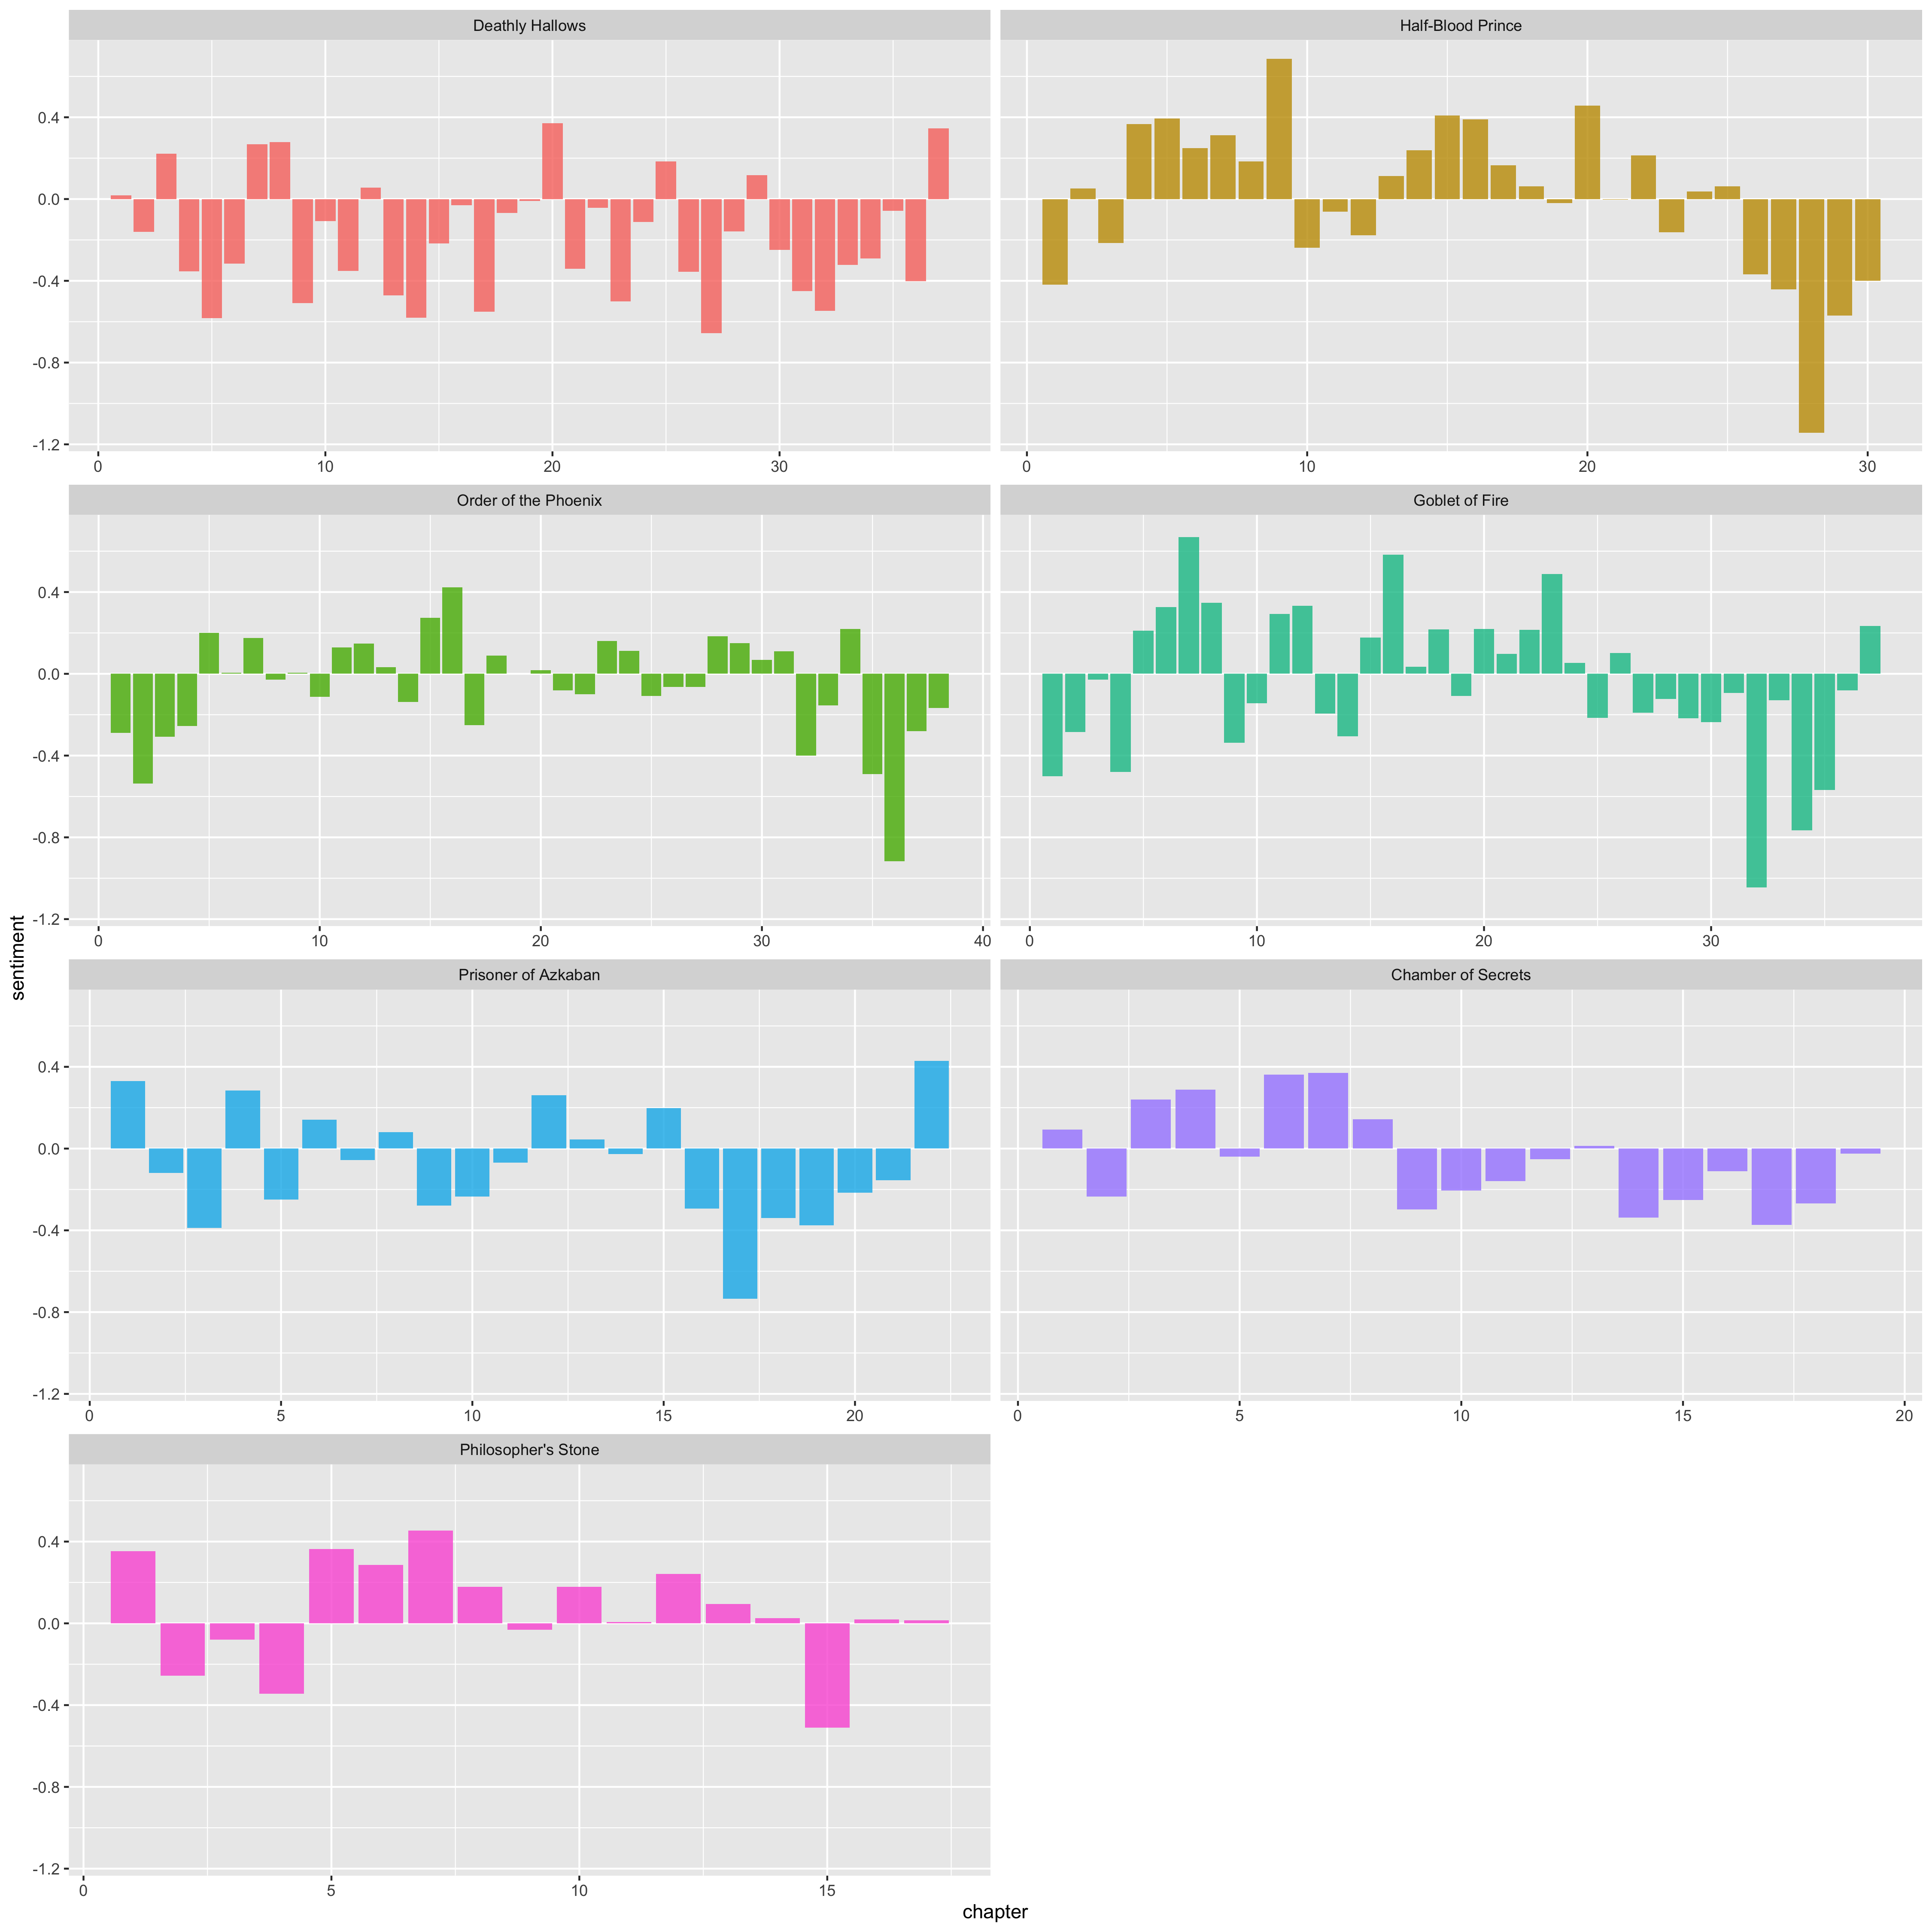 Deathly Hallows
Half-Blood Prince
0.4
0.0
-0.4
-0.8
-1.2
0 10 20 30
0 10 20 30
Order of the Phoenix
Goblet of Fire
0.4
0.0
-0.4
-0.8
-1.2
0 10 20 30 40
0 10 20 30
sentiment
Prisoner of Azkaban
Chamber of Secrets
0.4
0.0
-0.4
-0.8
-1.2
0 5 10 15 20
0 5 10 15 20
Philosopher's Stone
0.4
0.0
-0.4
-0.8
-1.2
0 5 10 15
chapter